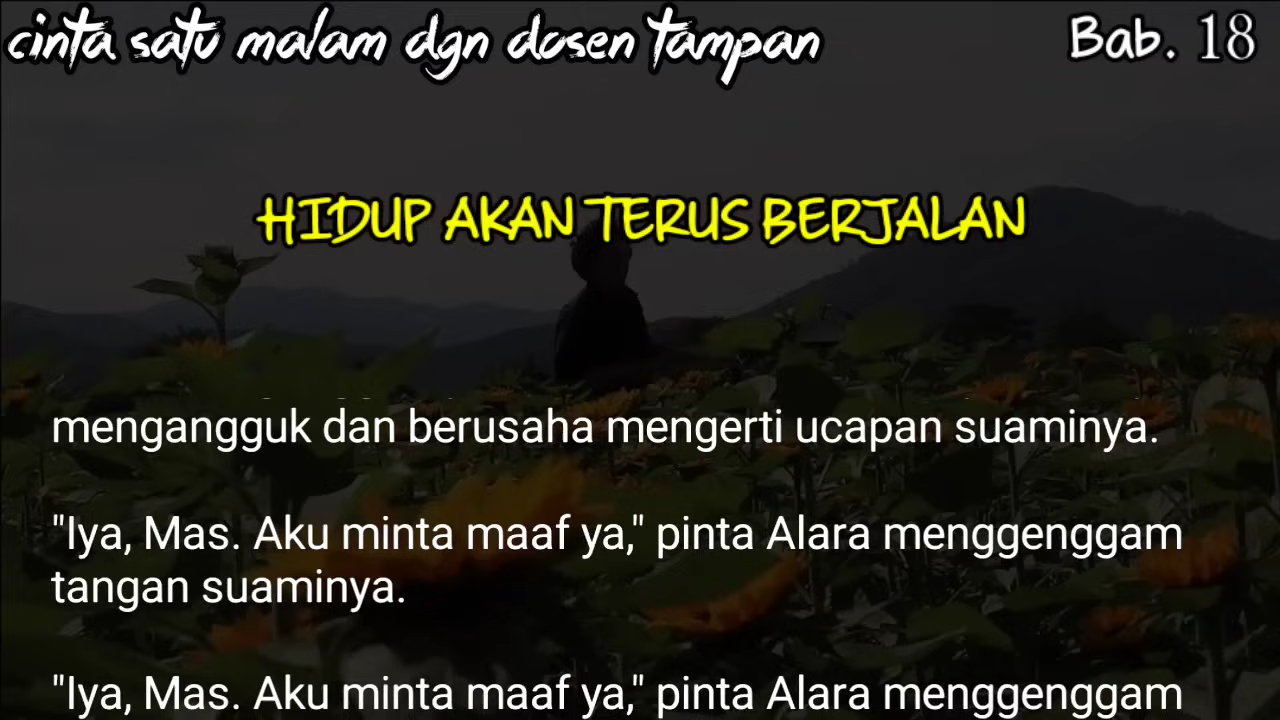 cinta satu malam dgn dosen tampan
Bab. 18
HIDUP AKAN TERUS BERJALAN
mengangguk dan berusaha mengerti ucapan suaminya.
"Iya, Mas. Aku minta maaf ya," pinta Alara menggenggam
tangan suaminya.
"Iya, Mas. Aku minta maaf ya," pinta Alara menggenggam